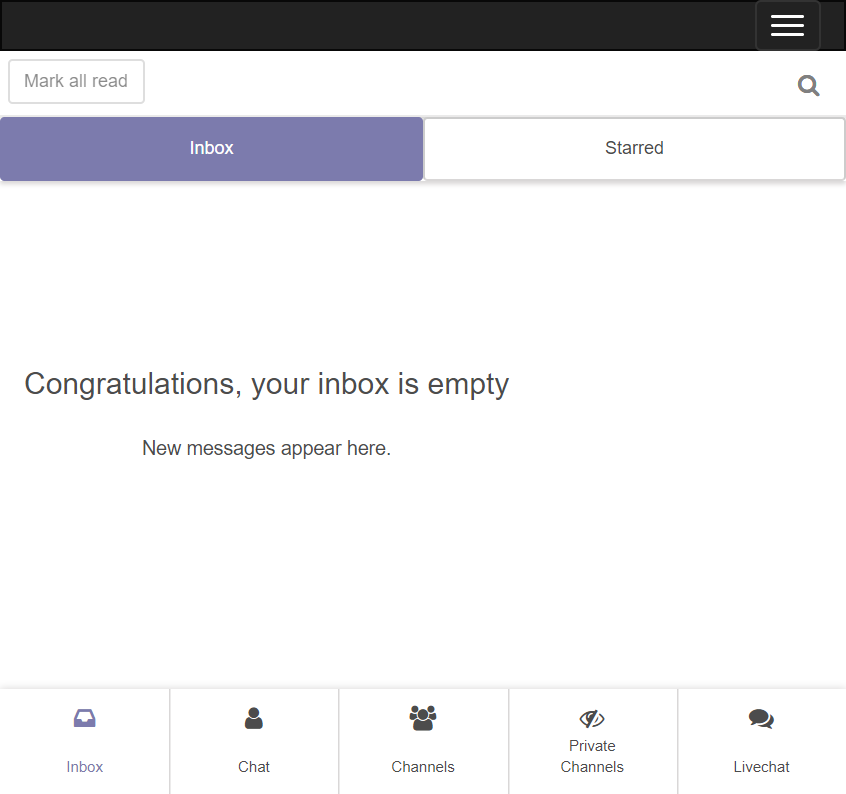 Mark all read
Inbox
Starred
Congratulations, your inbox is empty
New messages appear here.
Inbox
Chat
Channels
Private
Channels
Livechat